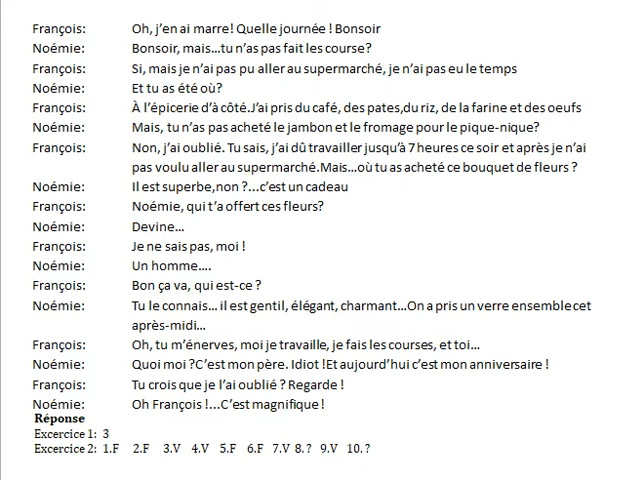 François: Oh, j'en ai marre! Quelle journée ! Bonsoir
Noémie: Bonsoir, mais…tu n'as pas fait les course?
François: Si, mais je n'ai pas pu aller au supermarché, je n'ai pas eu le temps
Noémie: Et tu as été où?
François: À l'épicerie d'à côté.J'ai pris du café, des pates,du riz, de la farine et des oeufs
Noémie: Mais, tu n'as pas acheté le jambon et le fromage pour le pique-nique?
François: Non, j'ai oublié. Tu sais, j'ai dû travailler jusqu'à 7 heures ce soir et après je n'ai
pas voulu aller au supermarché.Mais…où tu as acheté ce bouquet de fleurs ?
Noémie: Il est superbe,non ?...c'est un cadeau
François: Noémie, qui t'a offert ces fleurs?
Noémie: Devine…
François: Je ne sais pas, moi !
Noémie: Un homme….
François: Bon ça va, qui est-ce ?
Noémie: Tu le connais… il est gentil, élégant, charmant…On a pris un verre ensemble cet
après-midi…
François: Oh, tu m'énerves, moi je travaille, je fais les courses, et toi…
Noémie: Quoi moi ?C'est mon père. Idiot !Et aujourd'hui c'est mon anniversaire !
François: Tu crois que je l'ai oublié ? Regarde !
Noémie: Oh François !...C'est magnifique !
Réponse
Excercice 1: 3
Excercice 2: 1.F 2.F 3.V 4.V 5.F 6.F 7.V 8.? 9.V 10.?